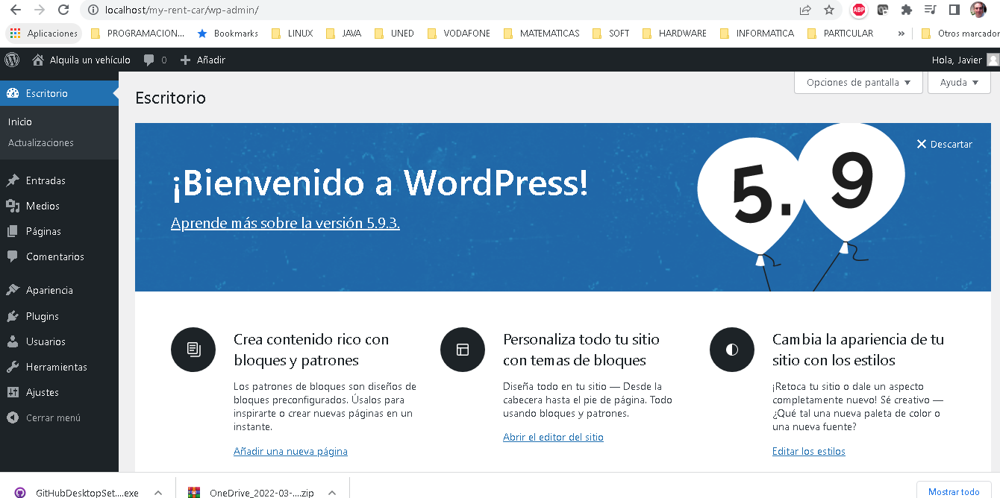 localhost/my-rent-car/wp-admin/
ABP
Aplicaciones PROGRAMACION... Bookmarks LINUX JAVA UNED VODAFONE MATEMATICAS SOFT HARDWARE INFORMATICA PARTICULAR » Otros marcador
Alquila un vehículo 0 + Añadir Hola, Javier
Opciones de pantalla ▼ Ayuda ▼
Escritorio
Inicio
Actualizaciones
Entradas
Medios
Páginas
Comentarios
Apariencia
Plugins
Usuarios
Herramientas
Ajustes
Cerrar menú
Escritorio
Descartar
¡Bienvenido a WordPress!
Aprende más sobre la versión 5.9.3.
5.9
Crea contenido rico con
bloques y patrones
Los patrones de bloques son diseños de
bloques preconfigurados. Úsalos para
inspirarte o crear nuevas páginas en un
instante.
Añadir una nueva página
Personaliza todo tu sitio
con temas de bloques
Diseña todo en tu sitio — Desde la
cabecera hasta el pie de página. Todo
usando bloques y patrones.
Abrir el editor del sitio
Cambia la apariencia de tu
sitio con los estilos
¡Retoca tu sitio o dale un aspecto
completamente nuevo! Sé creativo —
¿Qué tal una nueva paleta de color o
una nueva fuente?
Editar los estilos
GitHubDesktopSet....exe OneDrive_2022-03-....zip Mostrar todo